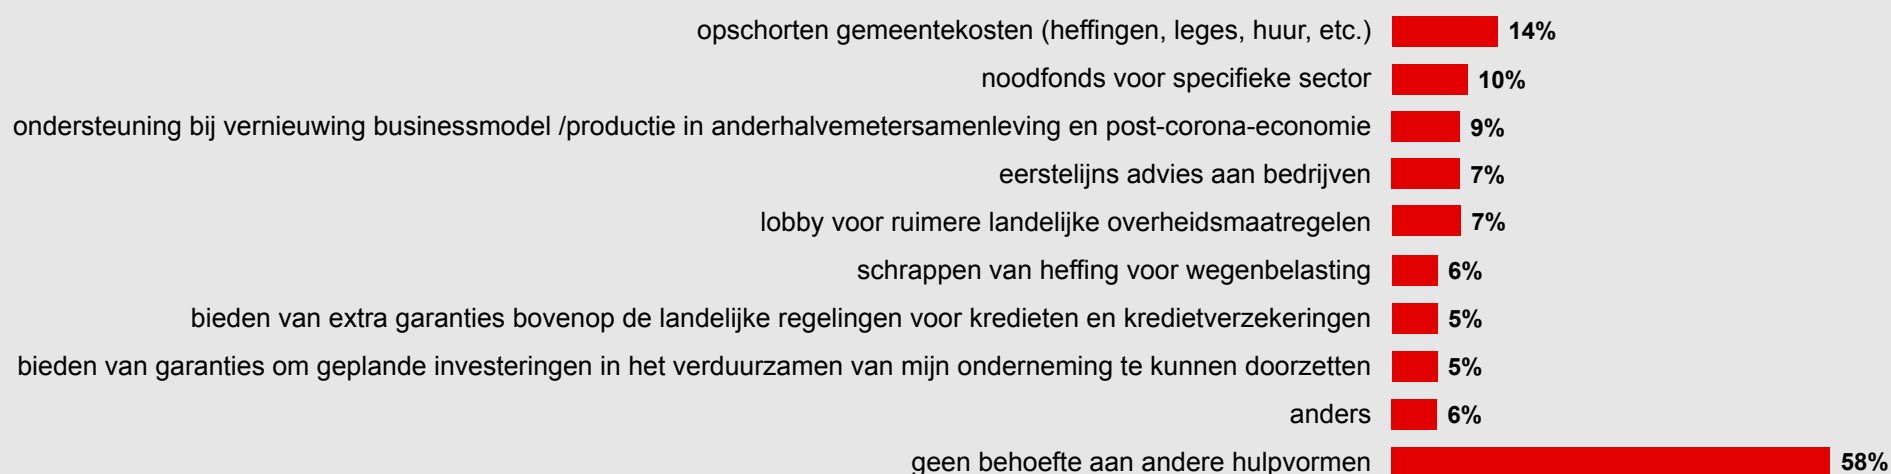 opschorten gemeentekosten (heffingen, leges, huur, etc.) 14%
noodfonds voor specifieke sector 10%
ondersteuning bij vernieuwing businessmodel /productie in anderhalvemetersamenleving en post-corona-economie 9%
eerstelijns advies aan bedrijven 7%
lobby voor ruimere landelijke overheidsmaatregelen 7%
schrappen van heffing voor wegenbelasting 6%
bieden van extra garanties bovenop de landelijke regelingen voor kredieten en kredietverzekeringen 5%
bieden van garanties om geplande investeringen in het verduurzamen van mijn onderneming te kunnen doorzetten 5%
anders 6%
geen behoefte aan andere hulpvormen 58%